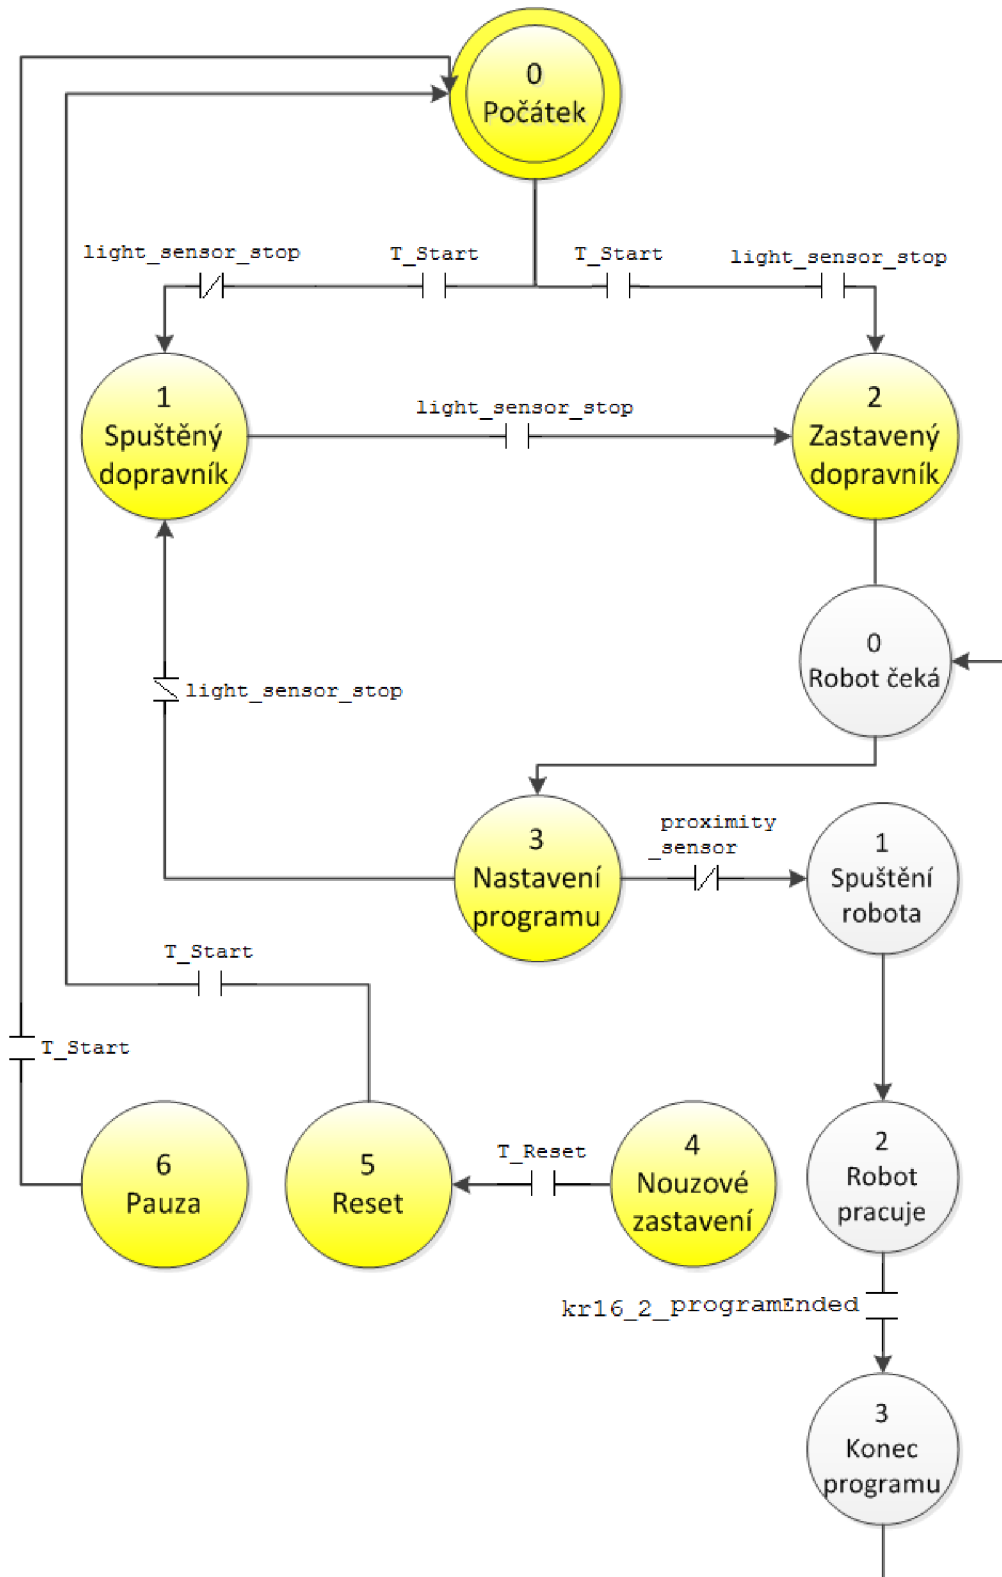 0
Počátek
light_sensor_stop
T_Start
T_Start
light_sensor_stop
1
Spuštěný
dopravník
light_sensor_stop
2
Zastavený
dopravník
0
Robot čeká
light_sensor_stop
3
Nastavení
programu
proximity
_sensor
1
Spuštění
robota
T_Start
T_Start
6
Pauza
5
Reset
T_Reset
4
Nouzové
zastavení
2
Robot
pracuje
kr16_2_programEnded
3
Konec
programu